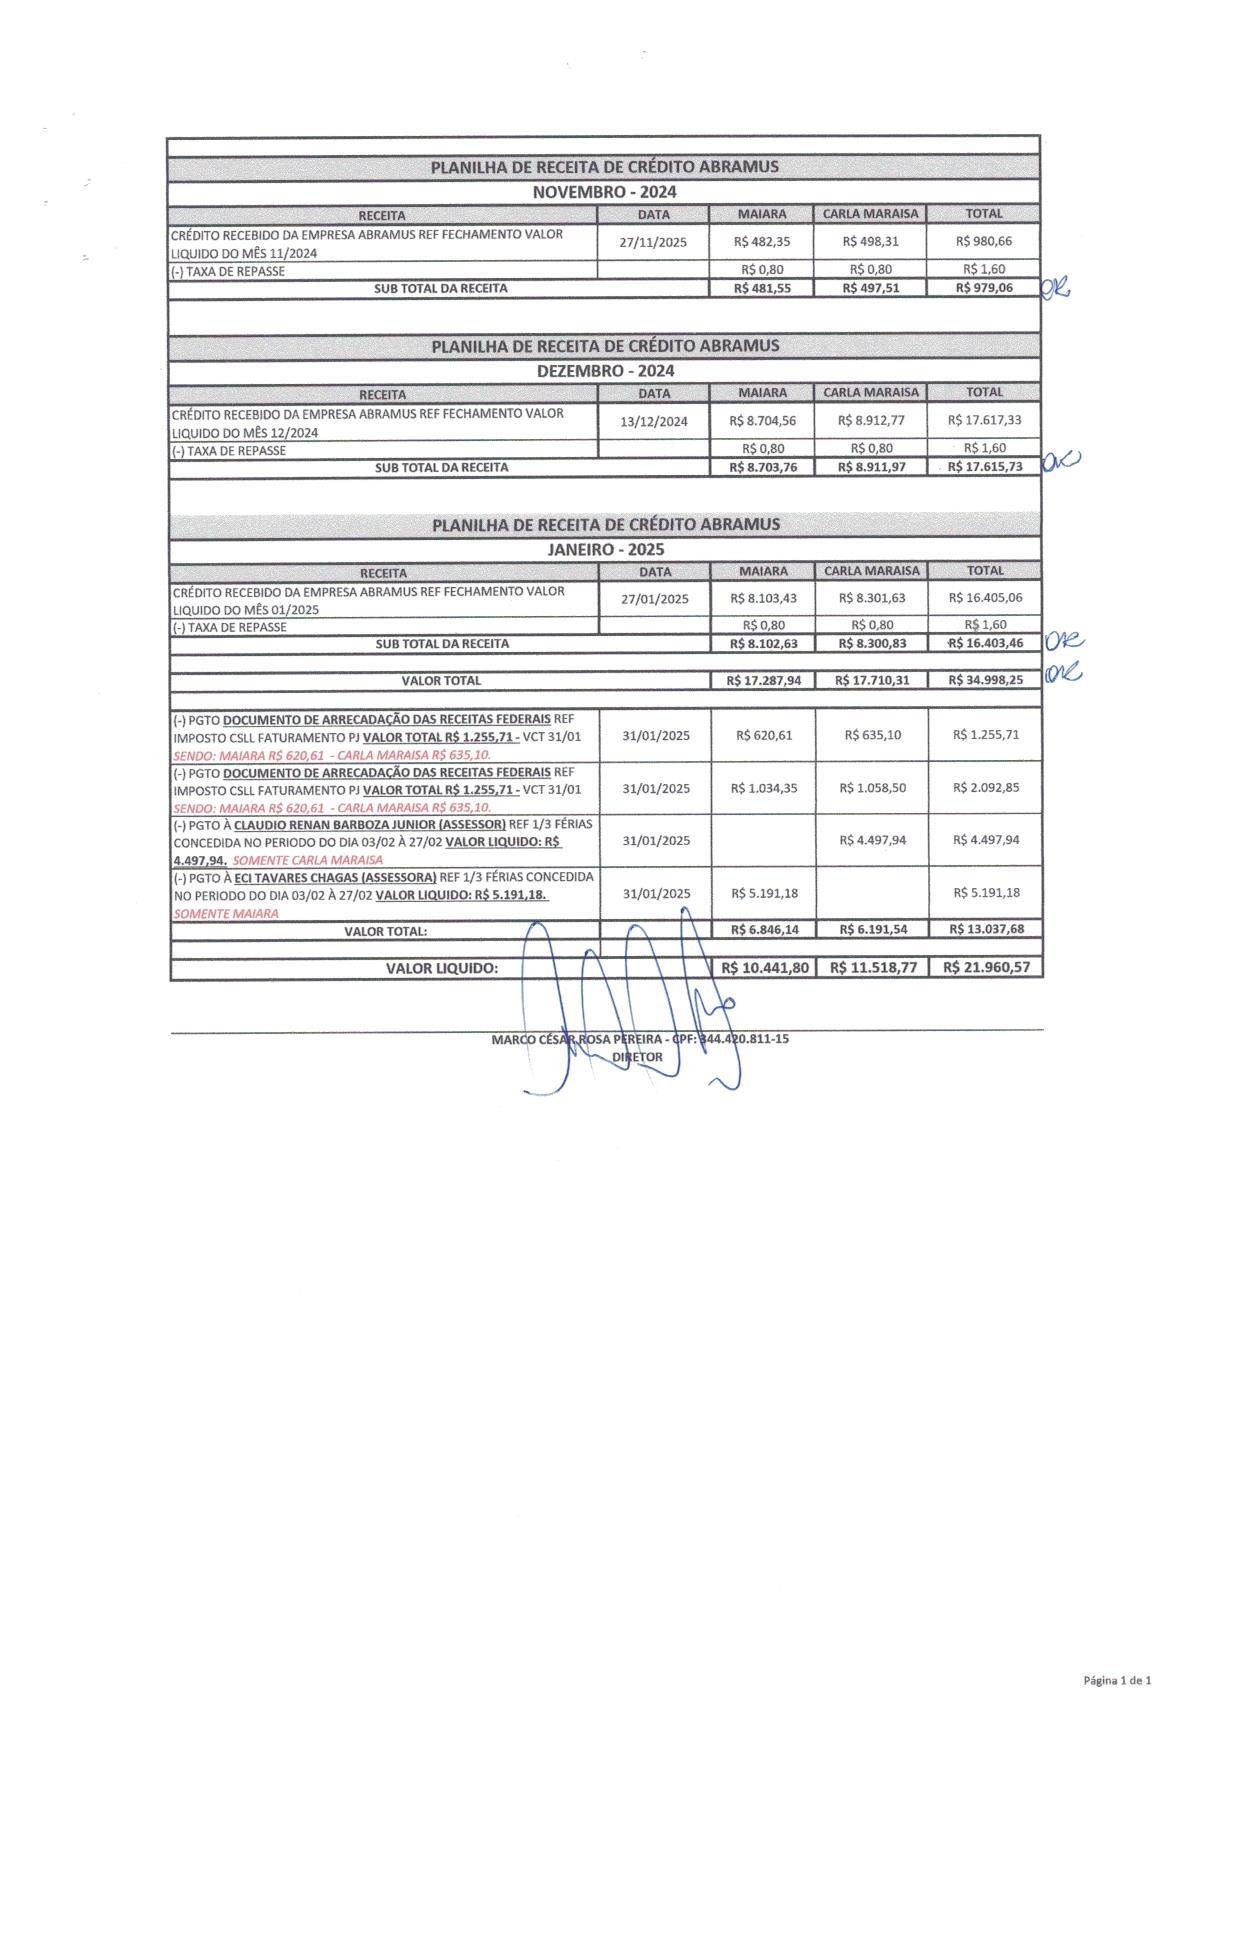 PLANILHA DE RECEITA DE CRÉDITO ABRAMUS
NOVEMBRO - 2024
RECEITA DATA MAIARA CARLA MARAISA TOTAL
CRÉDITO RECEBIDO DA EMPRESA ABRAMUS REF FECHAMENTO VALOR
LIQUIDO DO MÊS 11/2024 27/11/2025 R$ 482,35 R$ 498,31 R$ 980,66
(-) TAXA DE REPASSE R$ 0,80 R$ 0,80 R$ 1,60
SUB TOTAL DA RECEITA R$ 481,55 R$ 497,51 R$ 979,06 OK
PLANILHA DE RECEITA DE CRÉDITO ABRAMUS
DEZEMBRO - 2024
RECEITA DATA MAIARA CARLA MARAISA TOTAL
CRÉDITO RECEBIDO DA EMPRESA ABRAMUS REF FECHAMENTO VALOR
LIQUIDO DO MÊS 12/2024 13/12/2024 R$ 8.704,56 R$ 8.912,77 R$ 17.617,33
(-) TAXA DE REPASSE R$ 0,80 R$ 0,80 R$ 1,60
SUB TOTAL DA RECEITA R$ 8.703,76 R$ 8.911,97 R$ 17.615,73 OK
PLANILHA DE RECEITA DE CRÉDITO ABRAMUS
JANEIRO - 2025
RECEITA DATA MAIARA CARLA MARAISA TOTAL
CRÉDITO RECEBIDO DA EMPRESA ABRAMUS REF FECHAMENTO VALOR
LIQUIDO DO MÊS 01/2025 27/01/2025 R$ 8.103,43 R$ 8.301,63 R$ 16.405,06
(-) TAXA DE REPASSE R$ 0,80 R$ 0,80 R$ 1,60
SUB TOTAL DA RECEITA R$ 8.102,63 R$ 8.300,83 R$ 16.403,46 OK
VALOR TOTAL R$ 17.287,94 R$ 17.710,31 R$ 34.998,25 OK
(-) PGTO DOCUMENTO DE ARRECADAÇÃO DAS RECEITAS FEDERAIS REF
IMPOSTO CSLL FATURAMENTO PJ VALOR TOTAL R$ 1.255,71 - VCT 31/01 31/01/2025 R$ 620,61 R$ 635,10 R$ 1.255,71
SENDO: MAIARA R$ 620,61 - CARLA MARAISA R$ 635,10.
(-) PGTO DOCUMENTO DE ARRECADAÇÃO DAS RECEITAS FEDERAIS REF
IMPOSTO CSLL FATURAMENTO PJ VALOR TOTAL R$ 1.255,71 - VCT 31/01 31/01/2025 R$ 1.034,35 R$ 1.058,50 R$ 2.092,85
SENDO: MAIARA R$ 620,61 - CARLA MARAISA R$ 635,10.
(-) PGTO À CLAUDIO RENAN BARBOZA JUNIOR (ASSESSOR) REF 1/3 FÉRIAS
CONCEDIDA NO PERIODO DO DIA 03/02 À 27/02 VALOR LIQUIDO: R$ 31/01/2025 R$ 4.497,94 R$ 4.497,94
4.497,94. SOMENTE CARLA MARAISA
(-) PGTO À ECI TAVARES CHAGAS (ASSESSORA) REF 1/3 FÉRIAS CONCEDIDA
NO PERIODO DO DIA 03/02 À 27/02 VALOR LIQUIDO: R$ 5.191,18. 31/01/2025 R$ 5.191,18 R$ 5.191,18
SOMENTE MAIARA
VALOR TOTAL: R$ 6.846,14 R$ 6.191,54 R$ 13.037,68
VALOR LIQUIDO: R$ 10.441,80 R$ 11.518,77 R$ 21.960,57
MARCO CÉSAR ROSA PEREIRA - CPF: 344.420.811-15
DIRETOR
Página 1 de 1